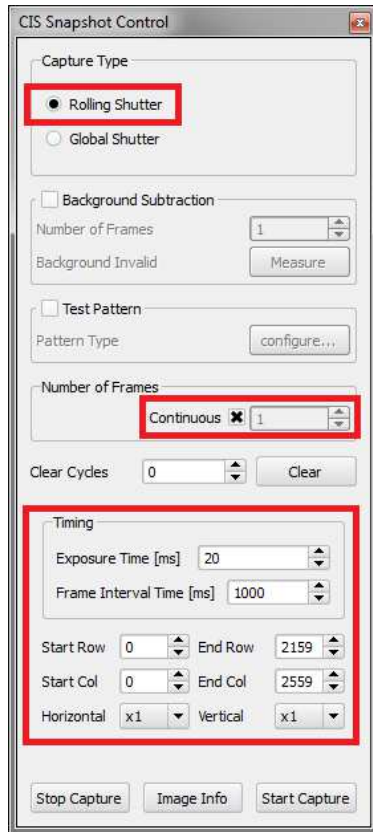 CIS Snapshot Control
Capture Type
Rolling Shutter
Global Shutter
Background Subtraction
Number of Frames 1
Background Invalid Measure
Test Pattern
Pattern Type configure...
Number of Frames
Continuous 1
Clear Cycles 0 Clear
Timing
Exposure Time [ms] 20
Frame Interval Time [ms] 1000
Start Row 0 End Row 2159
Start Col 0 End Col 2559
Horizontal x1 Vertical x1
Stop Capture Image Info Start Capture